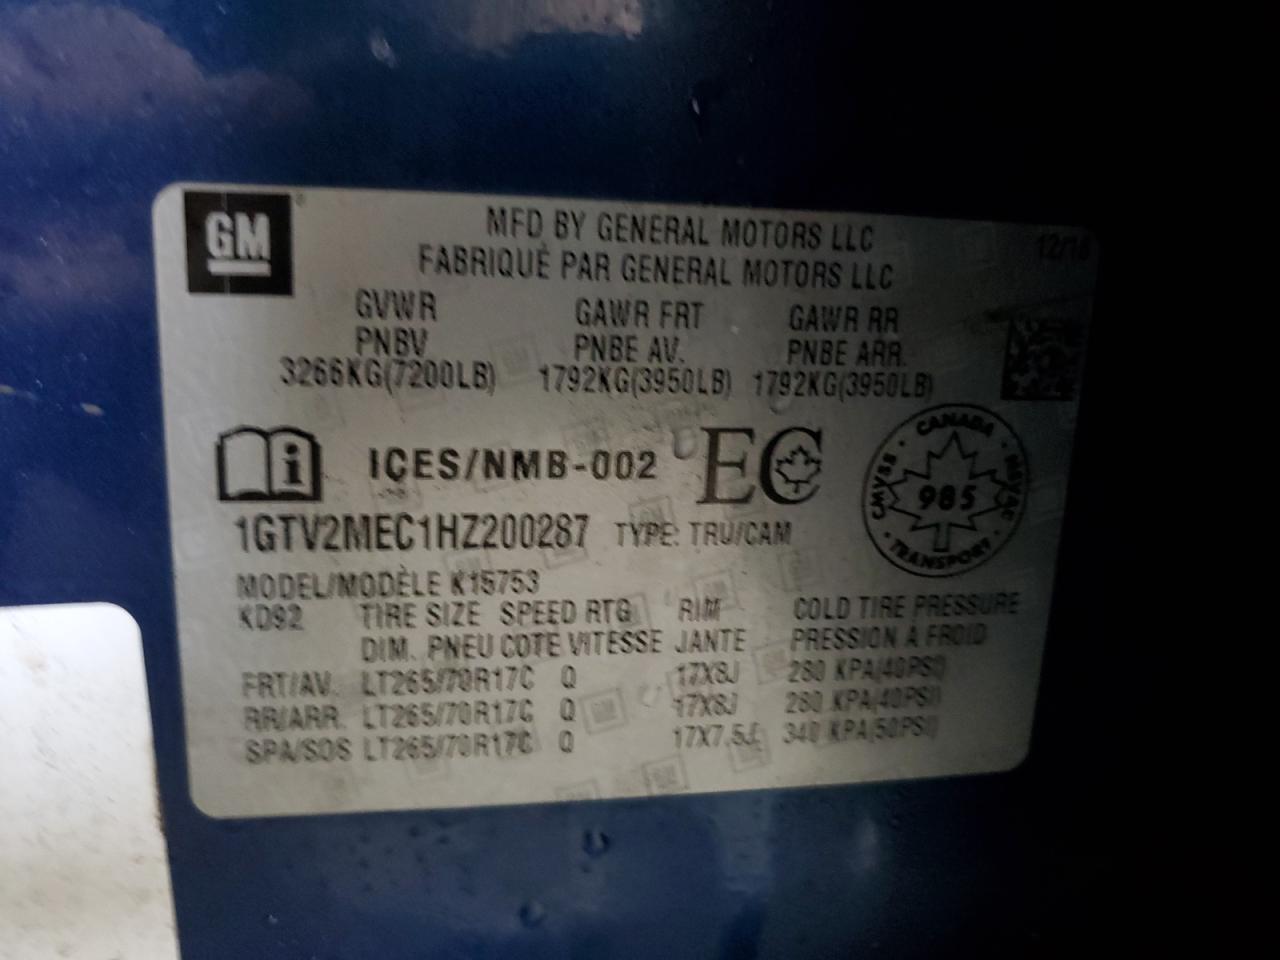 GM
MFD BY GENERAL MOTORS LLC
FABRIQUÉ PAR GENERAL MOTORS LLC
GVWR GAWR FRT GAWR RR
PNBV PNBE AV. PNBE ARR.
3266KG(7200LB) 1792KG(3950LB) 1792KG(3950LB)
ICES/NMB-002 EC
CANADA
CMVSS 985 NSVAC
TRANSPORT
1GTV2MEC1HZ200287 TYPE: TRU/CAM
MODEL/MODÈLE K15753
KD92 TIRE SIZE SPEED RTG RIM COLD TIRE PRESSURE
DIM. PNEU COTE VITESSE JANTE PRESSION A FROID
FRT/AV. LT265/70R17C Q 17X8J 280 KPA(40PSI)
RR/ARR. LT265/70R17C Q 17X8J 280 KPA(40PSI)
SPA/SOS LT265/70R17C Q 17X7.5J 340 KPA(50PSI)